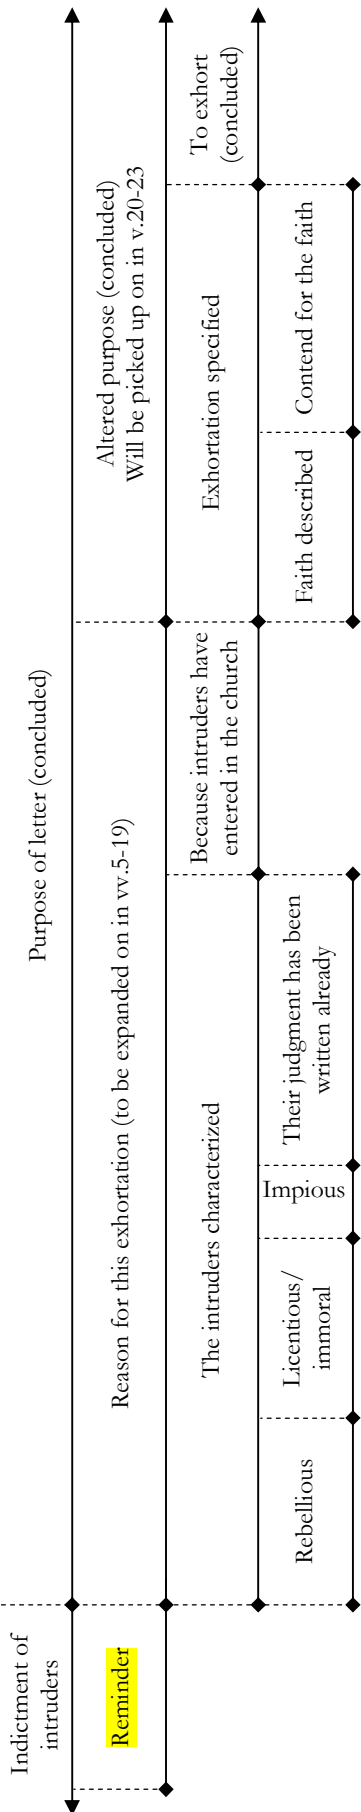 Indictment of
intruders
Purpose of letter (concluded)
Reminder
Reason for this exhortation (to be expanded on in vv.5-19)
Altered purpose (concluded)
Will be picked up on in v.20-23
The intruders characterized
Because intruders have
entered in the church
Exhortation specified
To exhort
(concluded)
Rebellious
Licentious/
immoral
Impious
Their judgment has been
written already
Faith described
Contend for the faith